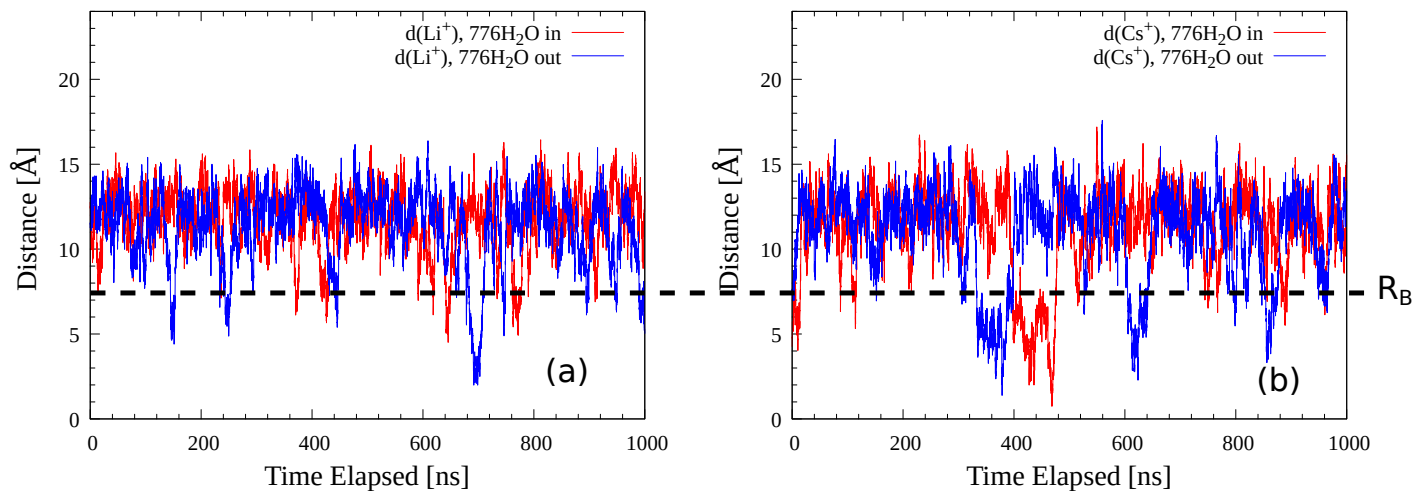 d(Li⁺), 776H₂O in
d(Li⁺), 776H₂O out
Distance [Å]
20
15
10
5
0
(a)
0 200 400 600 800 1000
Time Elapsed [ns]
d(Cs⁺), 776H₂O in
d(Cs⁺), 776H₂O out
Distance [Å]
20
15
10
5
0
(b)
0 200 400 600 800 1000
Time Elapsed [ns]
R_B